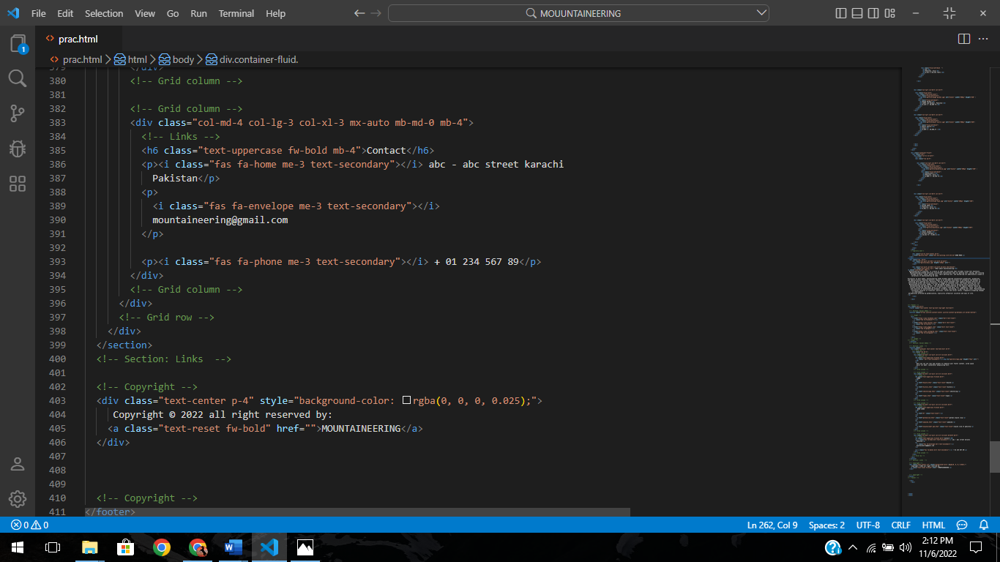 File Edit Selection View Go Run Terminal Help MOUUNTAINEERING
prac.html
1
prac.html html body div.container-fluid.
379 </div>
380 <!-- Grid column -->
381
382 <!-- Grid column -->
383 <div class="col-md-4 col-lg-3 col-xl-3 mx-auto mb-md-0 mb-4">
384 <!-- Links -->
385 <h6 class="text-uppercase fw-bold mb-4">Contact</h6>
386 <p><i class="fas fa-home me-3 text-secondary"></i> abc - abc street karachi
387 Pakistan</p>
388 <p>
389 <i class="fas fa-envelope me-3 text-secondary"></i>
390 mountaineering@gmail.com
391 </p>
392
393 <p><i class="fas fa-phone me-3 text-secondary"></i> + 01 234 567 89</p>
394 </div>
395 <!-- Grid column -->
396 </div>
397 <!-- Grid row -->
398 </div>
399 </section>
400 <!-- Section: Links  -->
401
402 <!-- Copyright -->
403 <div class="text-center p-4" style="background-color: rgba(0, 0, 0, 0.025);">
404 Copyright © 2022 all right reserved by:
405 <a class="text-reset fw-bold" href="">MOUNTAINEERING</a>
406 </div>
407
408
409
410 <!-- Copyright -->
411 </footer>
0 0 Ln 262, Col 9 Spaces: 2 UTF-8 CRLF HTML
2:12 PM
11/6/2022